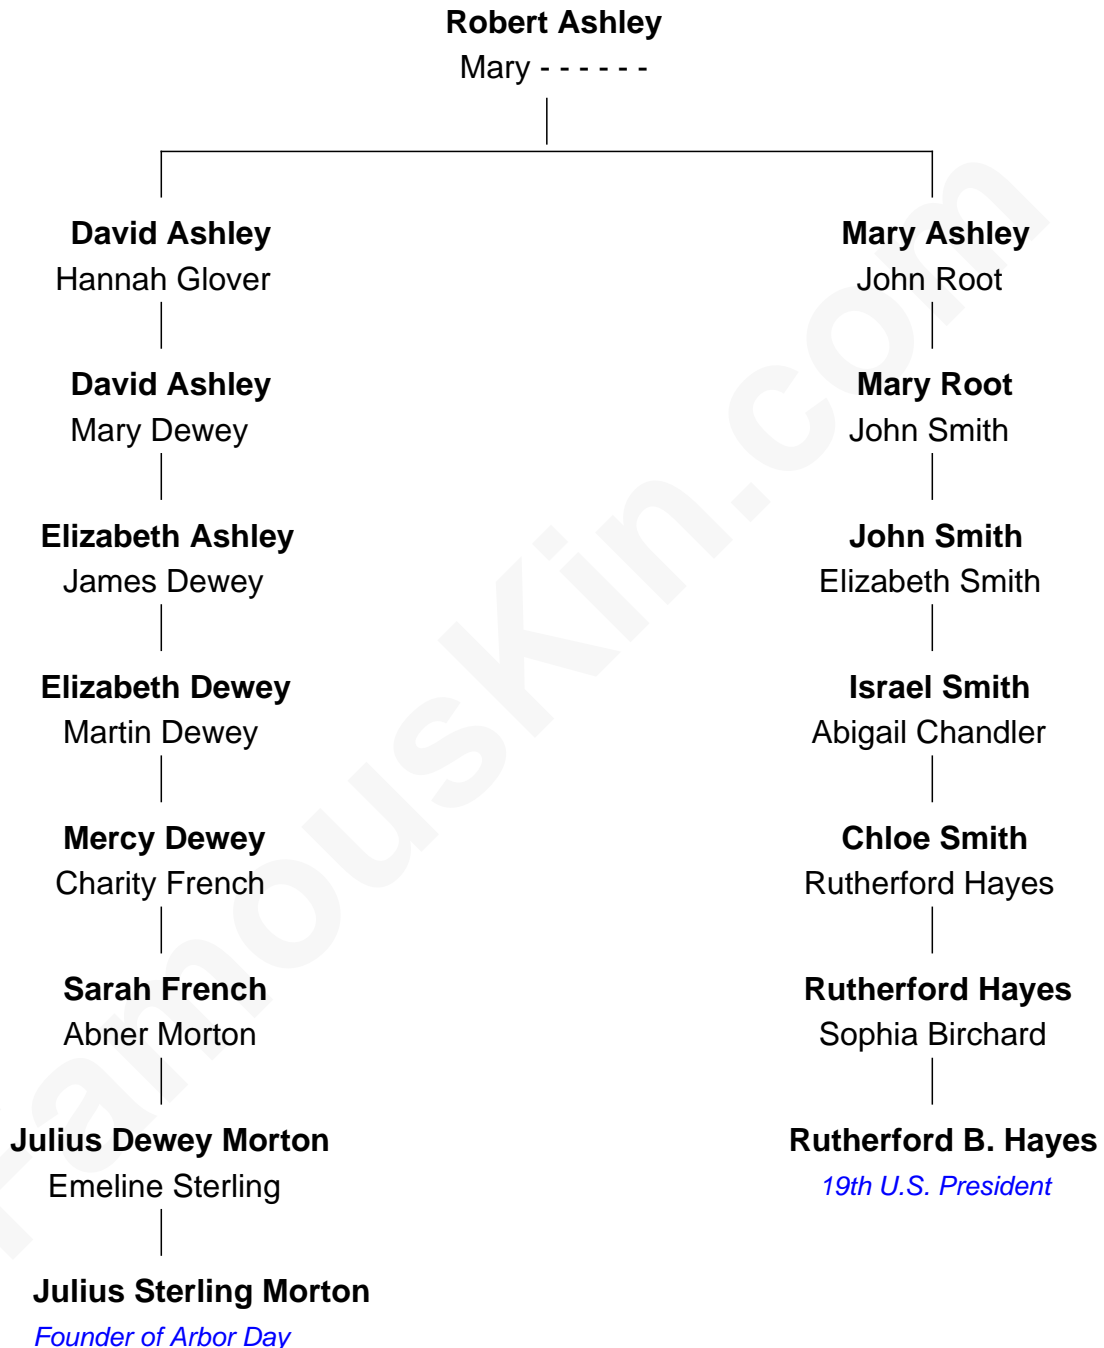 Robert Ashley
Mary - - - - - -
David Ashley
Hannah Glover
David Ashley
Mary Dewey
Elizabeth Ashley
James Dewey
Elizabeth Dewey
Martin Dewey
Mercy Dewey
Charity French
Sarah French
Abner Morton
Julius Dewey Morton
Emeline Sterling
Julius Sterling Morton
Founder of Arbor Day
Mary Ashley
John Root
Mary Root
John Smith
John Smith
Elizabeth Smith
Israel Smith
Abigail Chandler
Chloe Smith
Rutherford Hayes
Rutherford Hayes
Sophia Birchard
Rutherford B. Hayes
19th U.S. President
FamousKin.com